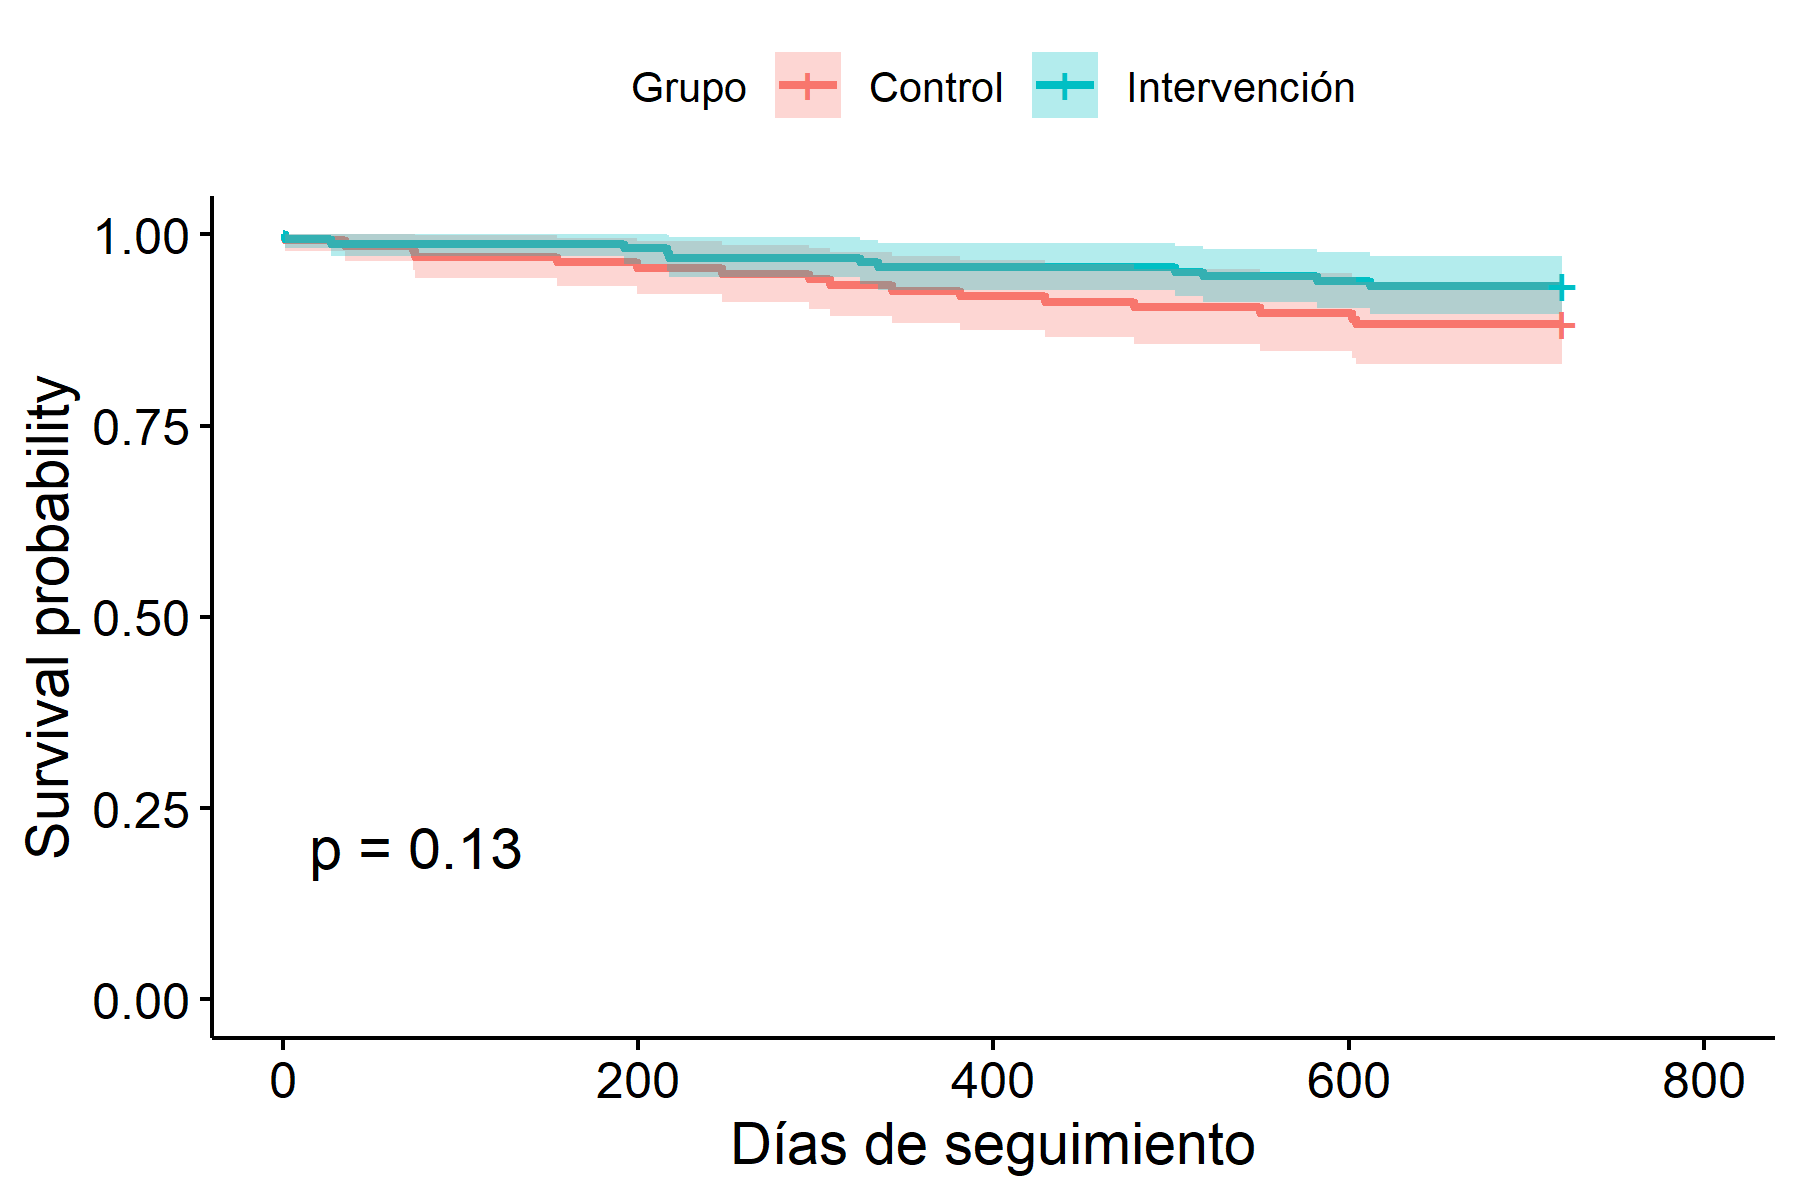 Grupo Control Intervención
Survival probability
1.00
0.75
0.50
0.25
0.00
p = 0.13
0 200 400 600 800
Días de seguimiento